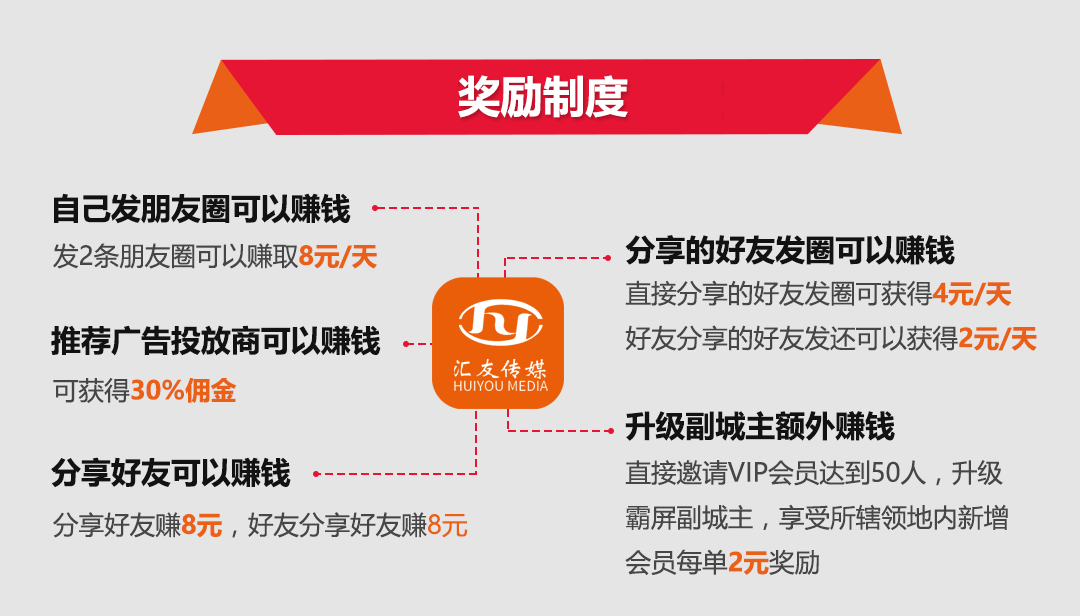 奖励制度
自己发朋友圈可以赚钱
发2条朋友圈可以赚取8元/天
推荐广告投放商可以赚钱
可获得30%佣金
分享好友可以赚钱
分享好友赚8元，好友分享好友赚8元
汇友传媒
HUIYOU MEDIA
分享的好友发圈可以赚钱
直接分享的好友发圈可获得4元/天
好友分享的好友发还可以获得2元/天
升级副城主额外赚钱
直接邀请VIP会员达到50人，升级
霸屏副城主，享受所辖领地内新增
会员每单2元奖励